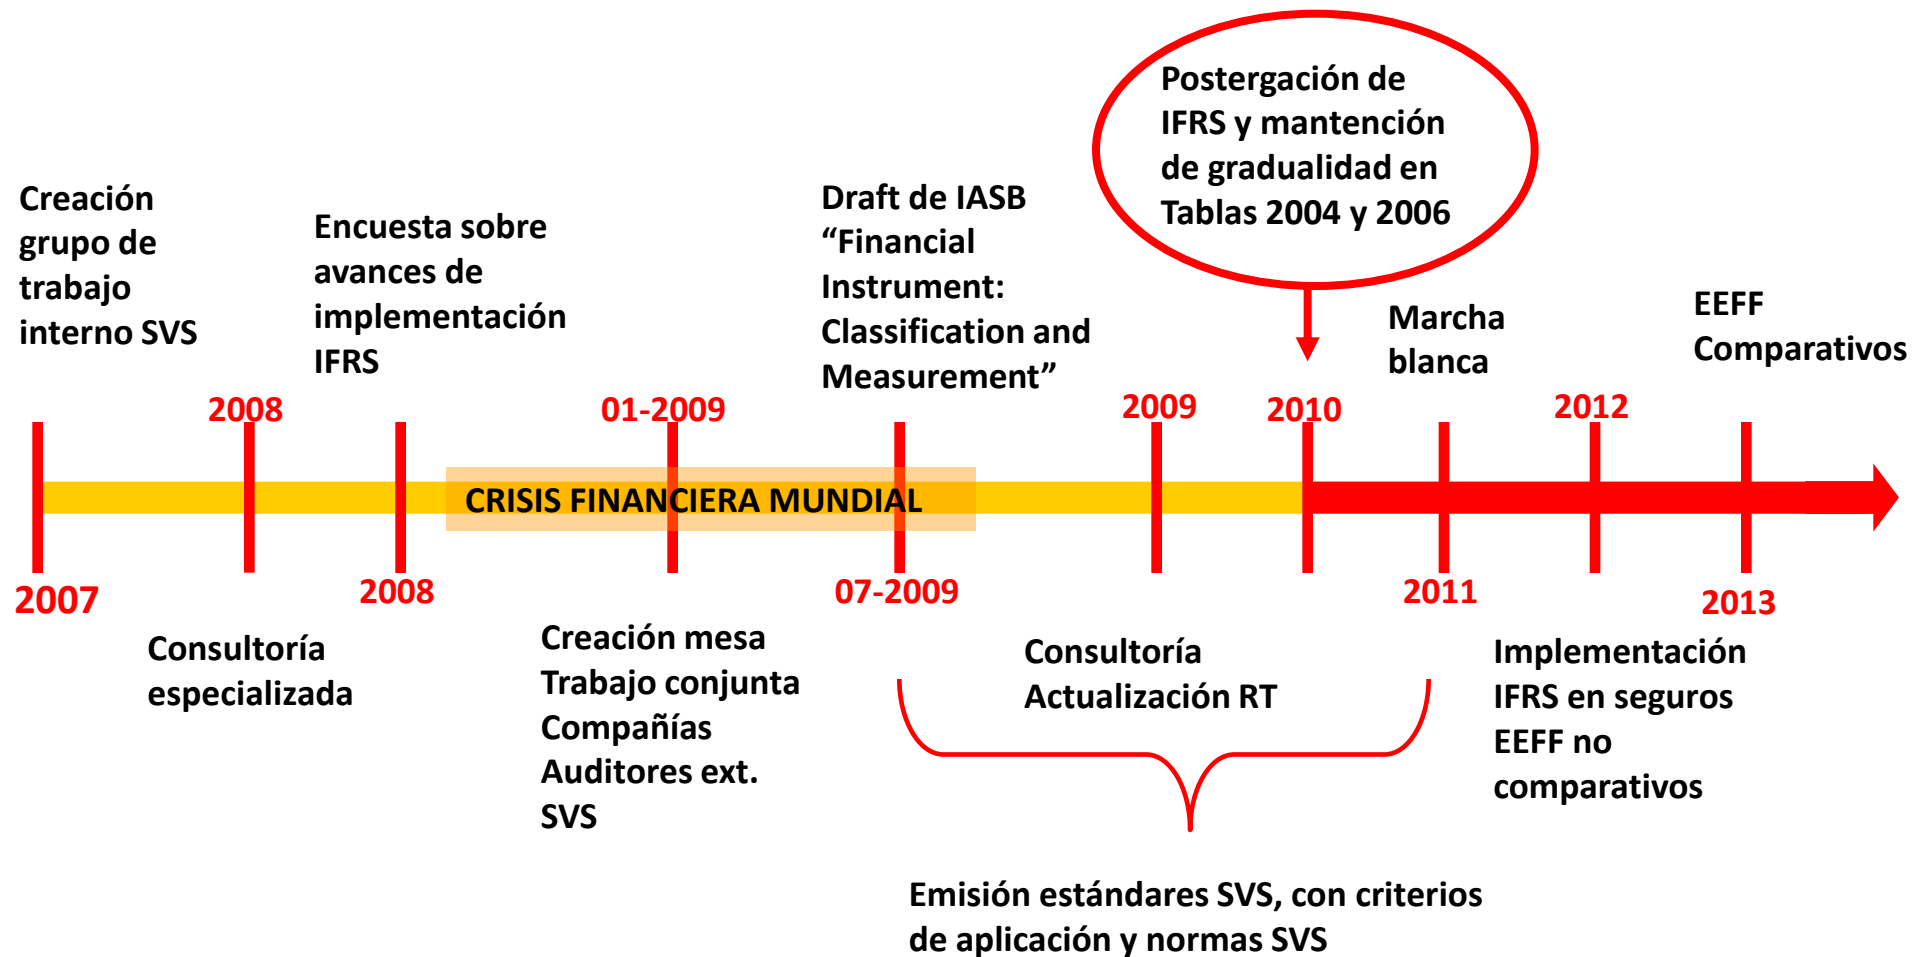 Postergación de
IFRS y mantención
de gradualidad en
Tablas 2004 y 2006
Creación
grupo de
trabajo
interno SVS
Encuesta sobre
avances de
implementación
IFRS
Draft de IASB
“Financial
Instrument:
Classification and
Measurement”
Marcha
blanca
EEFF
Comparativos
2008
01-2009
2009
2010
2012
CRISIS FINANCIERA MUNDIAL
2007
2008
07-2009
2011
2013
Consultoría
especializada
Creación mesa
Trabajo conjunta
Compañías
Auditores ext.
SVS
Consultoría
Actualización RT
Implementación
IFRS en seguros
EEFF no
comparativos
Emisión estándares SVS, con criterios
de aplicación y normas SVS